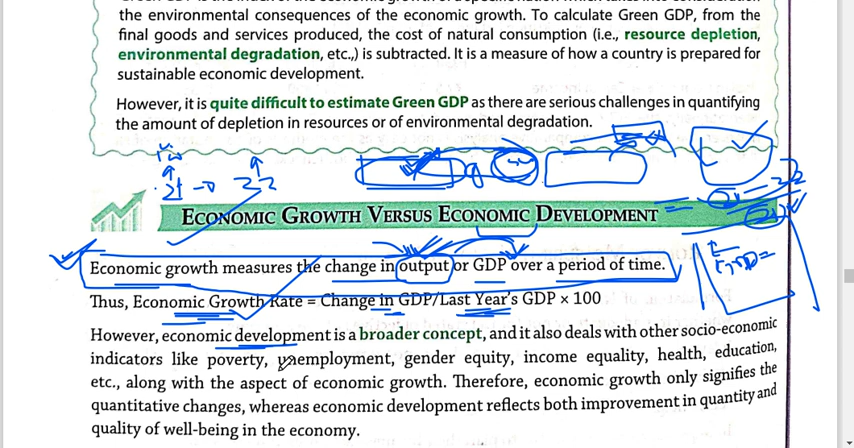 the environmental consequences of the economic growth. To calculate Green GDP, from the
final goods and services produced, the cost of natural consumption (i.e., resource depletion,
environmental degradation, etc.,) is subtracted. It is a measure of how a country is prepared for
sustainable economic development.
However, it is quite difficult to estimate Green GDP as there are serious challenges in quantifying
the amount of depletion in resources or of environmental degradation.
21 → 22
ECONOMIC GROWTH VERSUS ECONOMIC DEVELOPMENT
Economic growth measures the change in output or GDP over a period of time.
Thus, Economic Growth Rate = Change in GDP/Last Year's GDP × 100
However, economic development is a broader concept, and it also deals with other socio-economic
indicators like poverty, unemployment, gender equity, income equality, health, education,
etc., along with the aspect of economic growth. Therefore, economic growth only signifies the
quantitative changes, whereas economic development reflects both improvement in quantity and
quality of well-being in the economy.